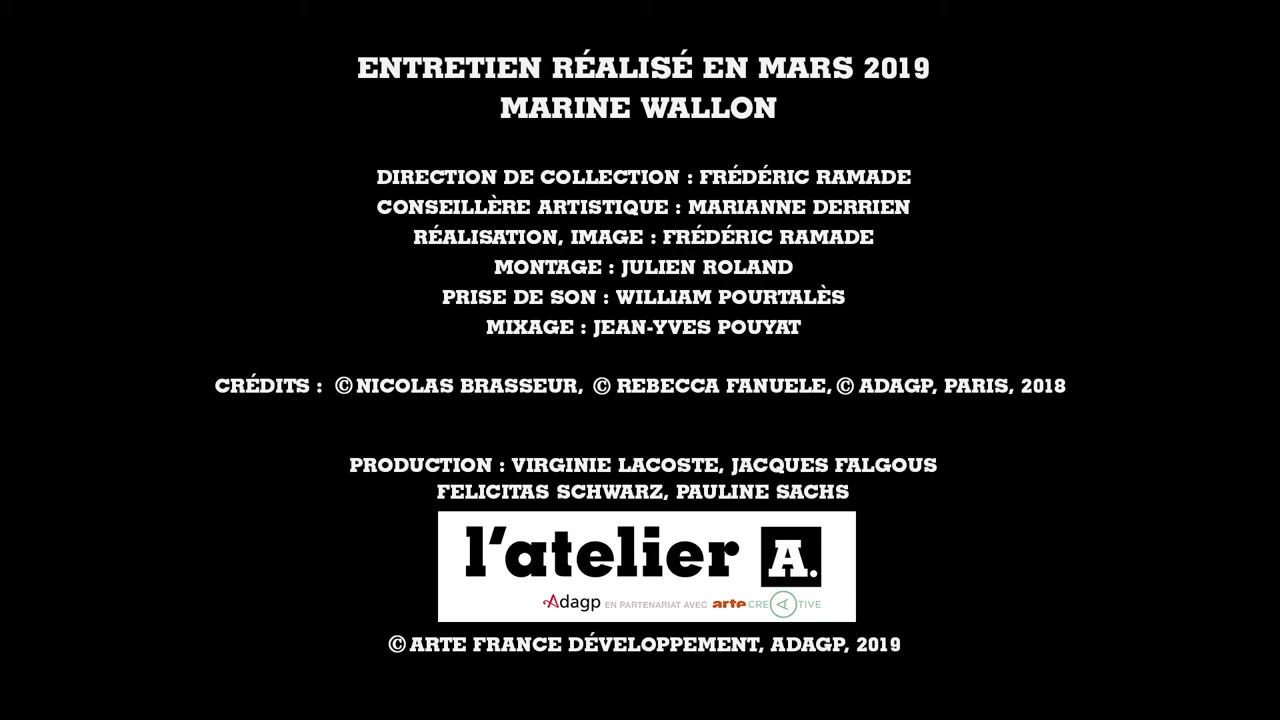 ENTRETIEN RÉALISÉ EN MARS 2019
MARINE WALLON
DIRECTION DE COLLECTION : FRÉDÉRIC RAMADE
CONSEILLÈRE ARTISTIQUE : MARIANNE DERRIEN
RÉALISATION, IMAGE : FRÉDÉRIC RAMADE
MONTAGE : JULIEN ROLAND
PRISE DE SON : WILLIAM POURTALÈS
MIXAGE : JEAN-YVES POUYAT
CRÉDITS : © NICOLAS BRASSEUR, © REBECCA FANUELE, © ADAGP, PARIS, 2018
PRODUCTION : VIRGINIE LACOSTE, JACQUES FALGOUS
FELICITAS SCHWARZ, PAULINE SACHS
l'atelier A.
Adagp EN PARTENARIAT AVEC arte CREATIVE
© ARTE FRANCE DÉVELOPPEMENT, ADAGP, 2019